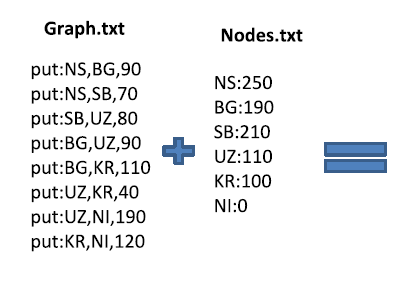 Graph.txt
put:NS,BG,90
put:NS,SB,70
put:SB,UZ,80
put:BG,UZ,90
put:BG,KR,110
put:UZ,KR,40
put:UZ,NI,190
put:KR,NI,120
Nodes.txt
NS:250
BG:190
SB:210
UZ:110
KR:100
NI:0